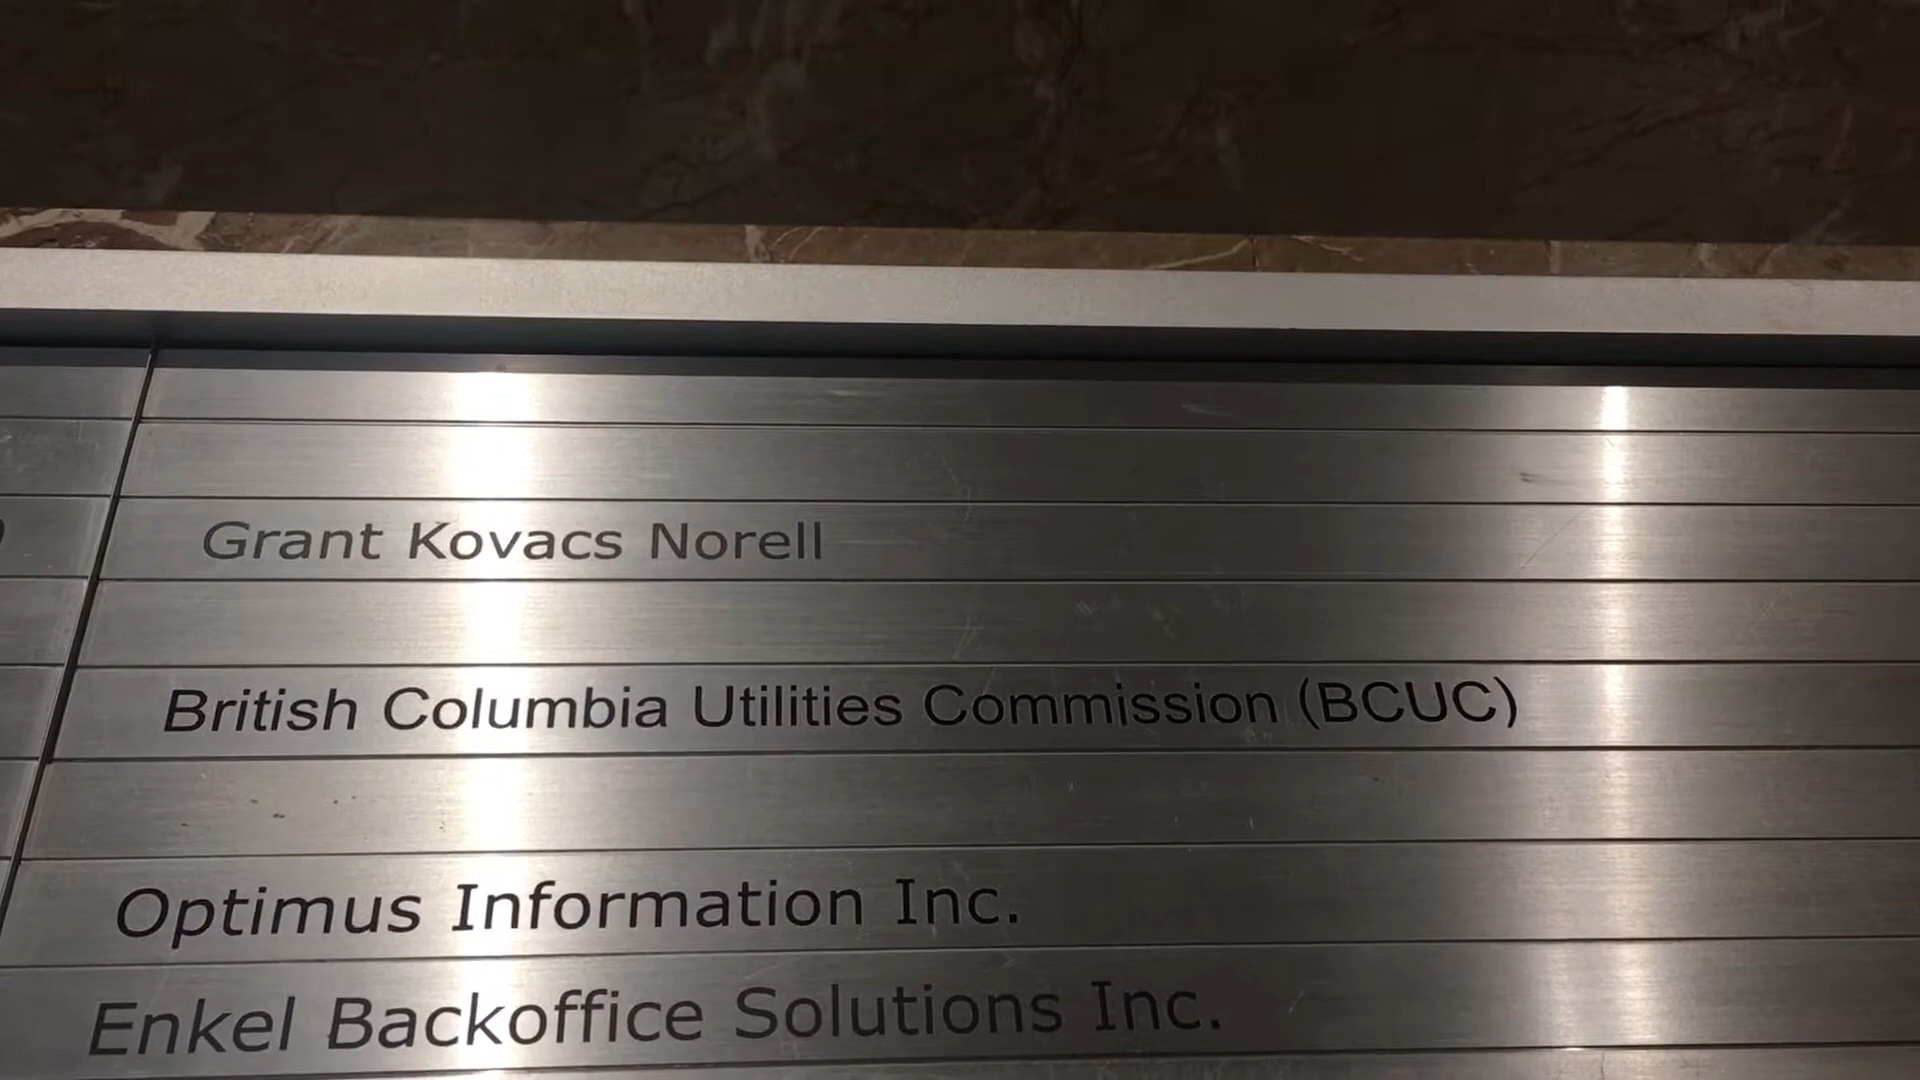 Grant Kovacs Norell
British Columbia Utilities Commission (BCUC)
Optimus Information Inc.
Enkel Backoffice Solutions Inc.